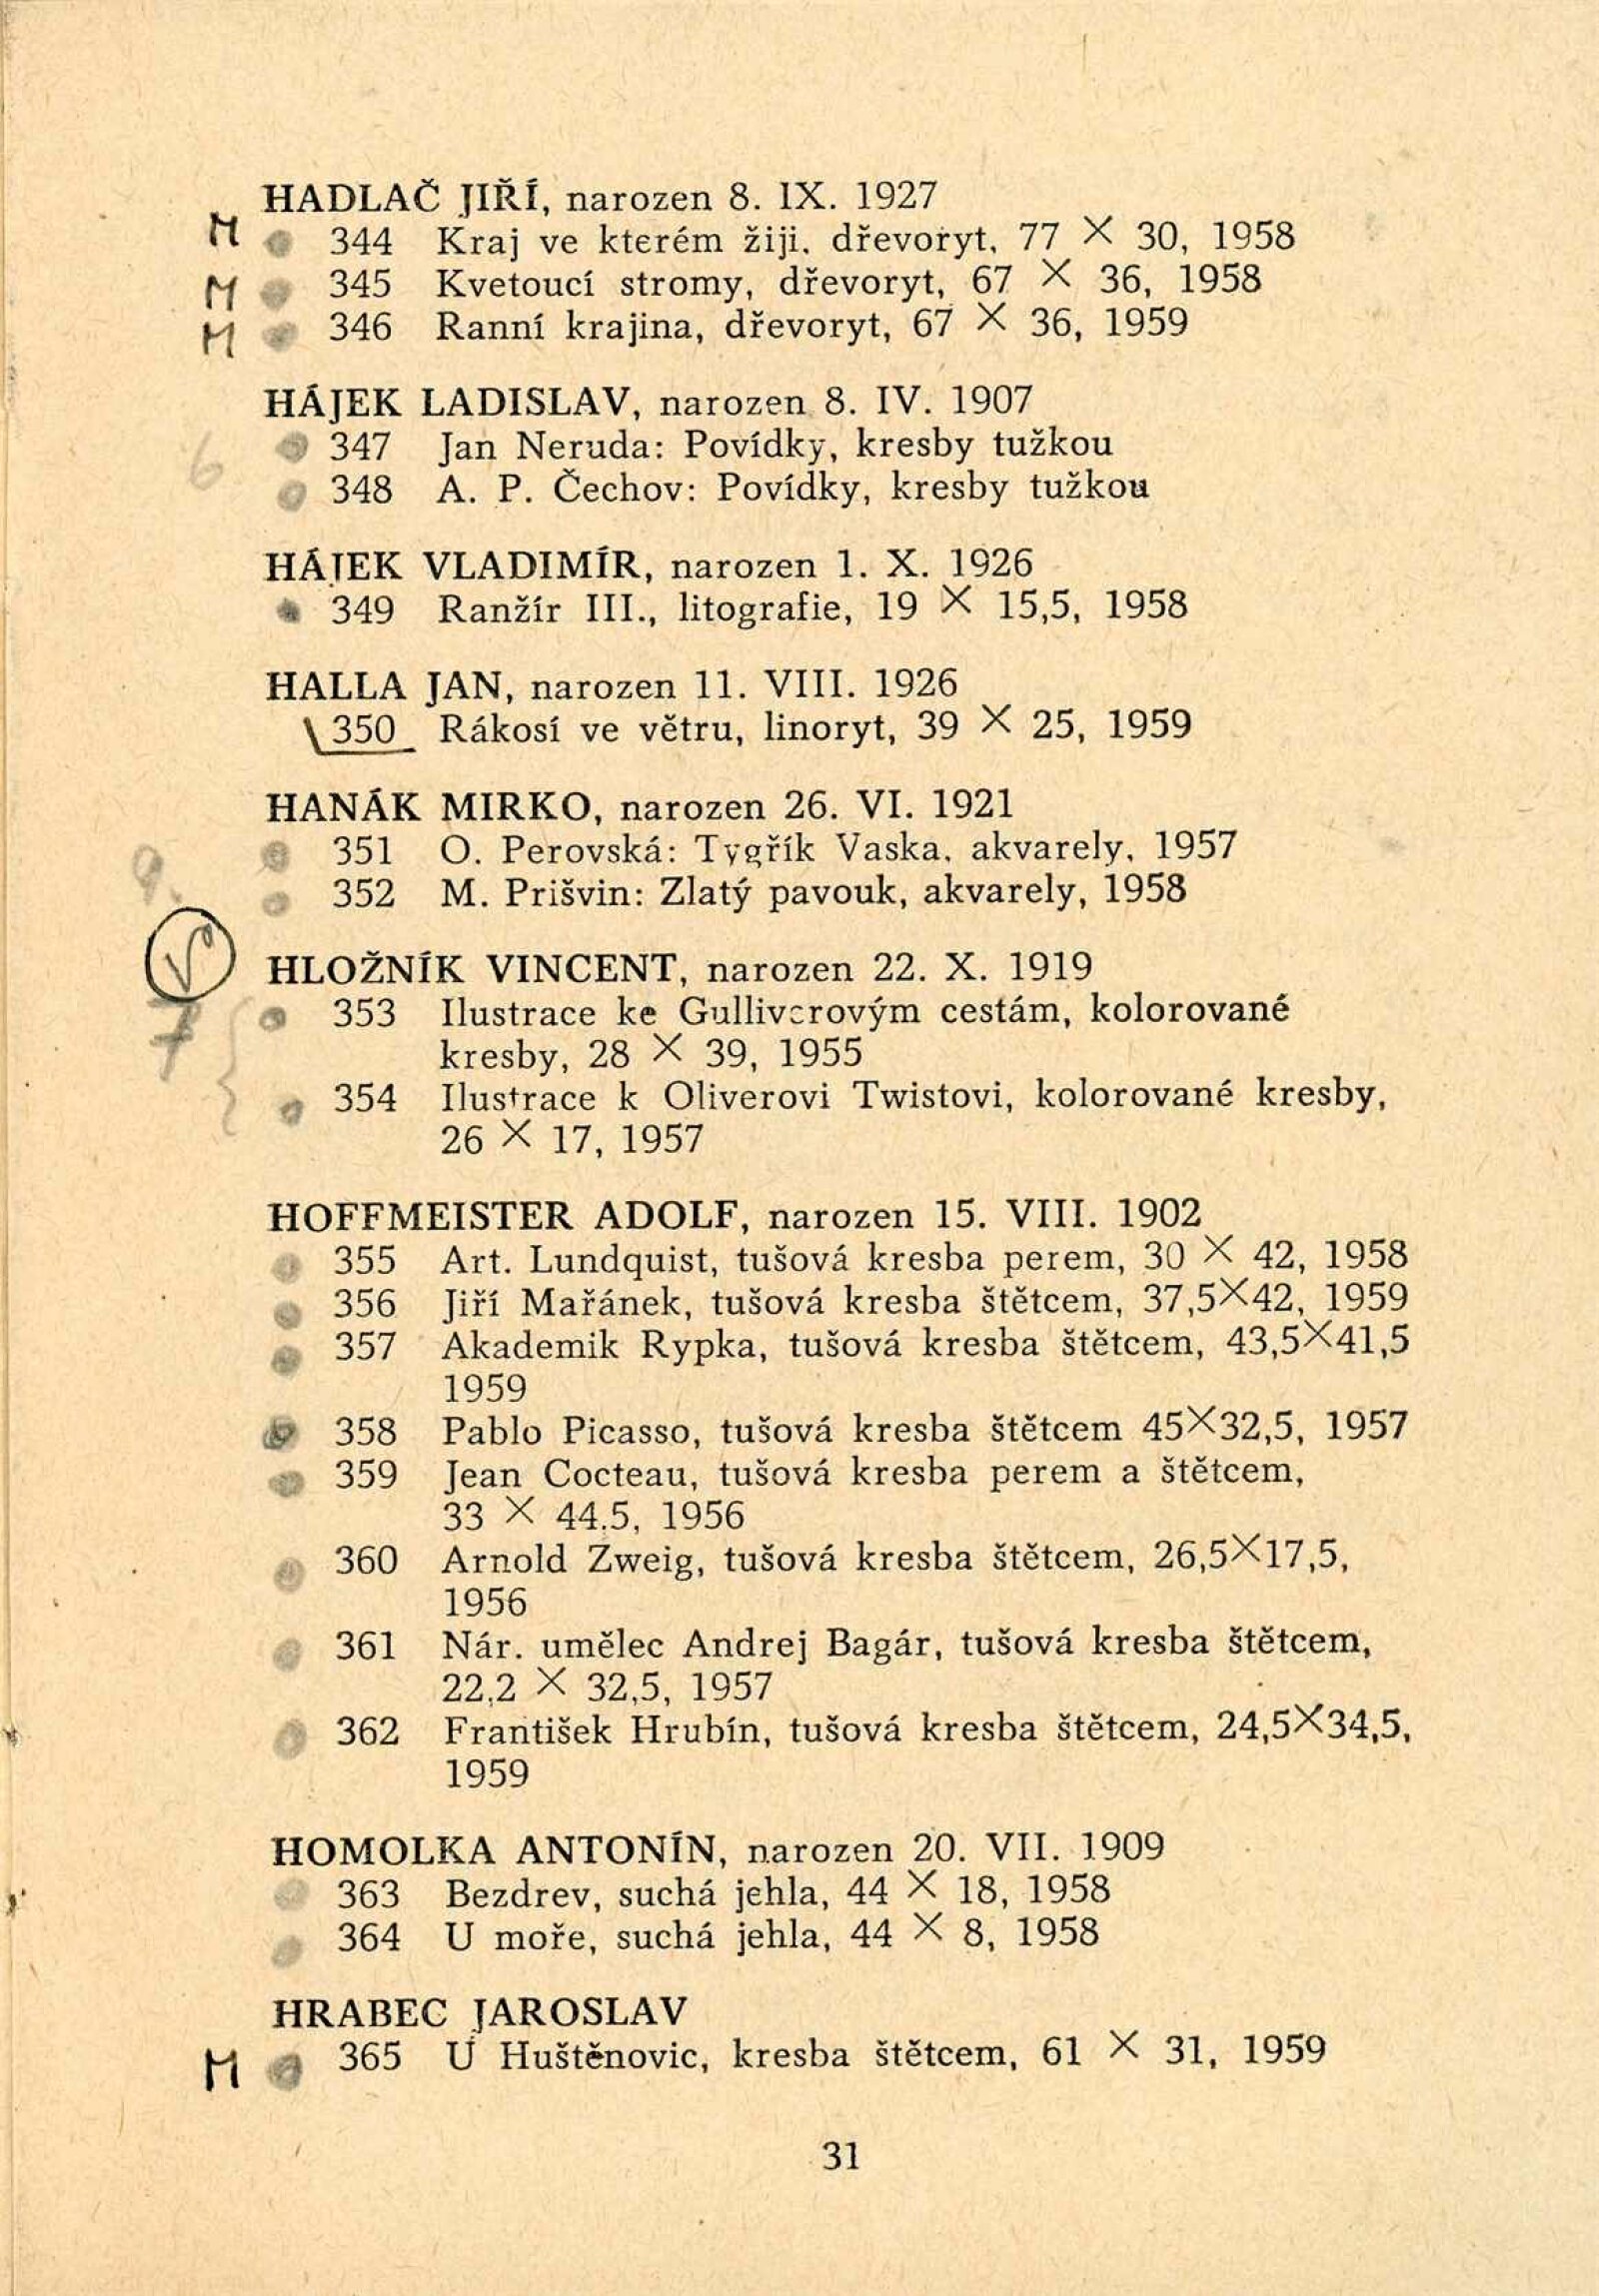 HADLAČ JIŘÍ, narozen 8. IX. 1927
M 344 Kraj ve kterém žiji, dřevoryt, 77 × 30, 1958
M 345 Kvetoucí stromy, dřevoryt, 67 × 36, 1958
M 346 Ranní krajina, dřevoryt, 67 × 36, 1959
HÁJEK LADISLAV, narozen 8. IV. 1907
347 Jan Neruda: Povídky, kresby tužkou
6
348 A. P. Čechov: Povídky, kresby tužkou
HÁJEK VLADIMÍR, narozen 1. X. 1926
349 Ranžír III., litografie, 19 × 15,5, 1958
HALLA JAN, narozen 11. VIII. 1926
350 Rákosí ve větru, linoryt, 39 × 25, 1959
HANÁK MIRKO, narozen 26. VI. 1921
351 O. Perovská: Tygřík Vaska, akvarely, 1957
9.
352 M. Prišvin: Zlatý pavouk, akvarely, 1958
HLOŽNÍK VINCENT, narozen 22. X. 1919
7
353 Ilustrace ke Gulliverovým cestám, kolorované
kresby, 28 × 39, 1955
354 Ilustrace k Oliverovi Twistovi, kolorované kresby,
26 × 17, 1957
HOFFMEISTER ADOLF, narozen 15. VIII. 1902
355 Art. Lundquist, tušová kresba perem, 30 × 42, 1958
356 Jiří Mařánek, tušová kresba štětcem, 37,5×42, 1959
357 Akademik Rypka, tušová kresba štětcem, 43,5×41,5
1959
358 Pablo Picasso, tušová kresba štětcem 45×32,5, 1957
359 Jean Cocteau, tušová kresba perem a štětcem,
33 × 44,5, 1956
360 Arnold Zweig, tušová kresba štětcem, 26,5×17,5,
1956
361 Nár. umělec Andrej Bagár, tušová kresba štětcem,
22,2 × 32,5, 1957
362 František Hrubín, tušová kresba štětcem, 24,5×34,5,
1959
HOMOLKA ANTONÍN, narozen 20. VII. 1909
363 Bezdrev, suchá jehla, 44 × 18, 1958
364 U moře, suchá jehla, 44 × 8, 1958
HRABEC JAROSLAV
M 365 U Huštěnovic, kresba štětcem, 61 × 31, 1959
31